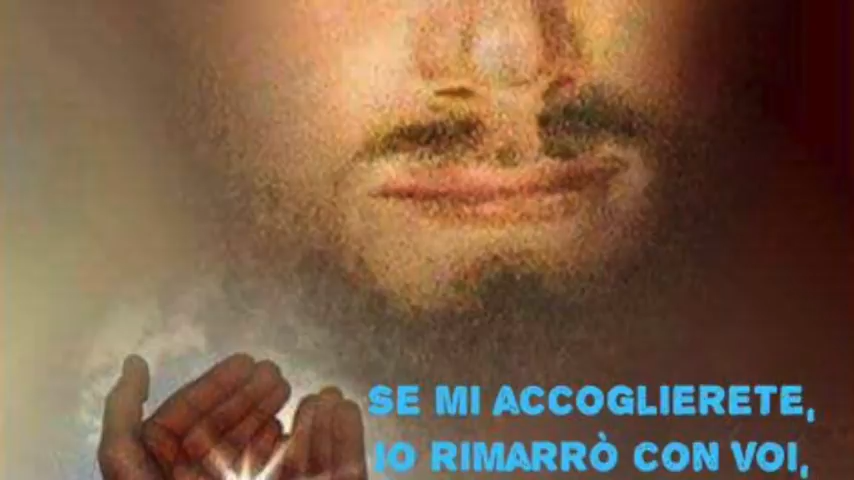 SE MI ACCOGLIERETE,
IO RIMARRÒ CON VOI,